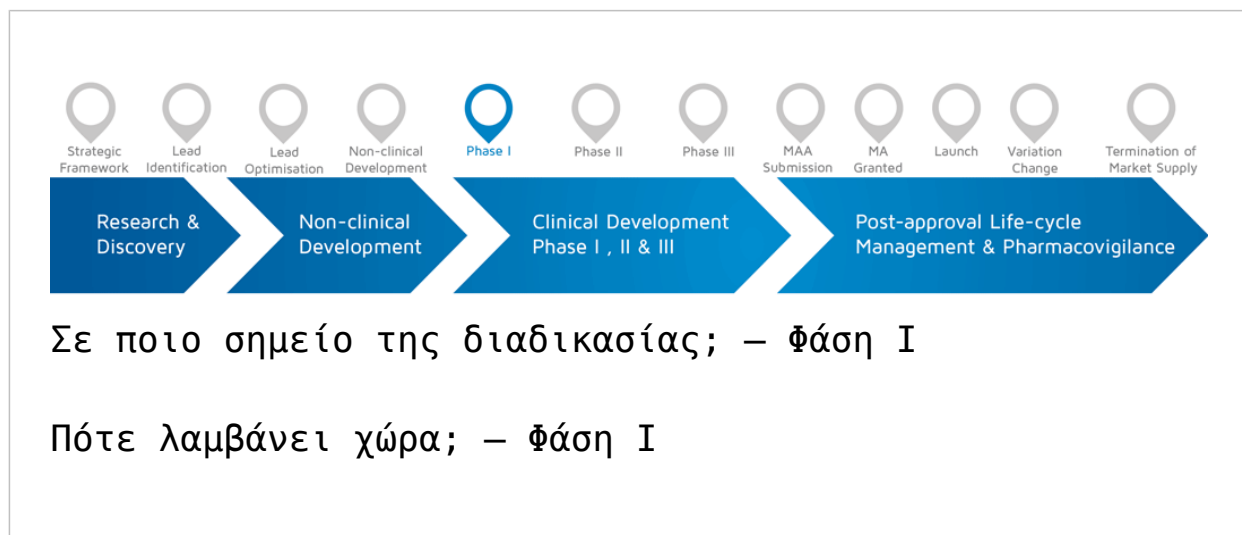 Strategic Framework
Lead Identification
Lead Optimisation
Non-clinical Development
Phase I
Phase II
Phase III
MAA Submission
MA Granted
Launch
Variation Change
Termination of Market Supply
Research & Discovery
Non-clinical Development
Clinical Development
Phase I , II & III
Post-approval Life-cycle
Management & Pharmacovigilance
Σε ποιο σημείο της διαδικασίας; – Φάση I
Πότε λαμβάνει χώρα; – Φάση I